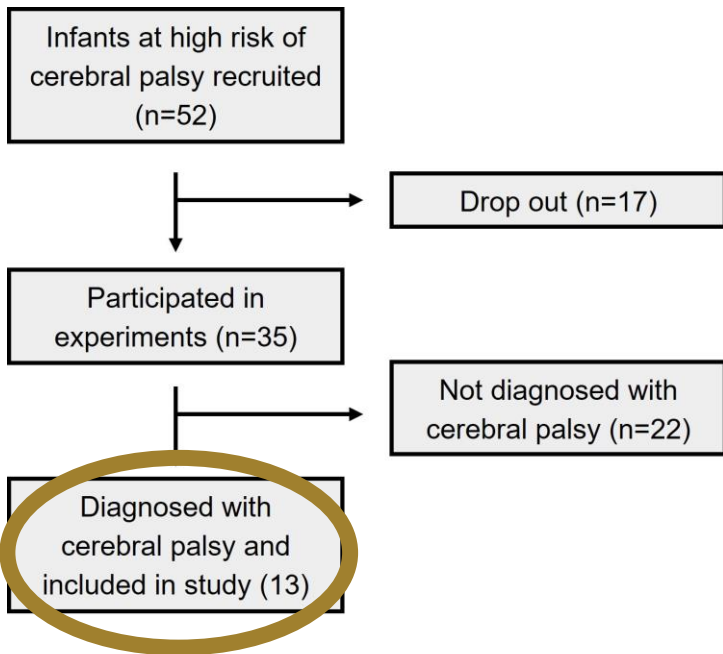 Infants at high risk of
cerebral palsy recruited
(n=52)
Drop out (n=17)
Participated in
experiments (n=35)
Not diagnosed with
cerebral palsy (n=22)
Diagnosed with
cerebral palsy and
included in study (13)